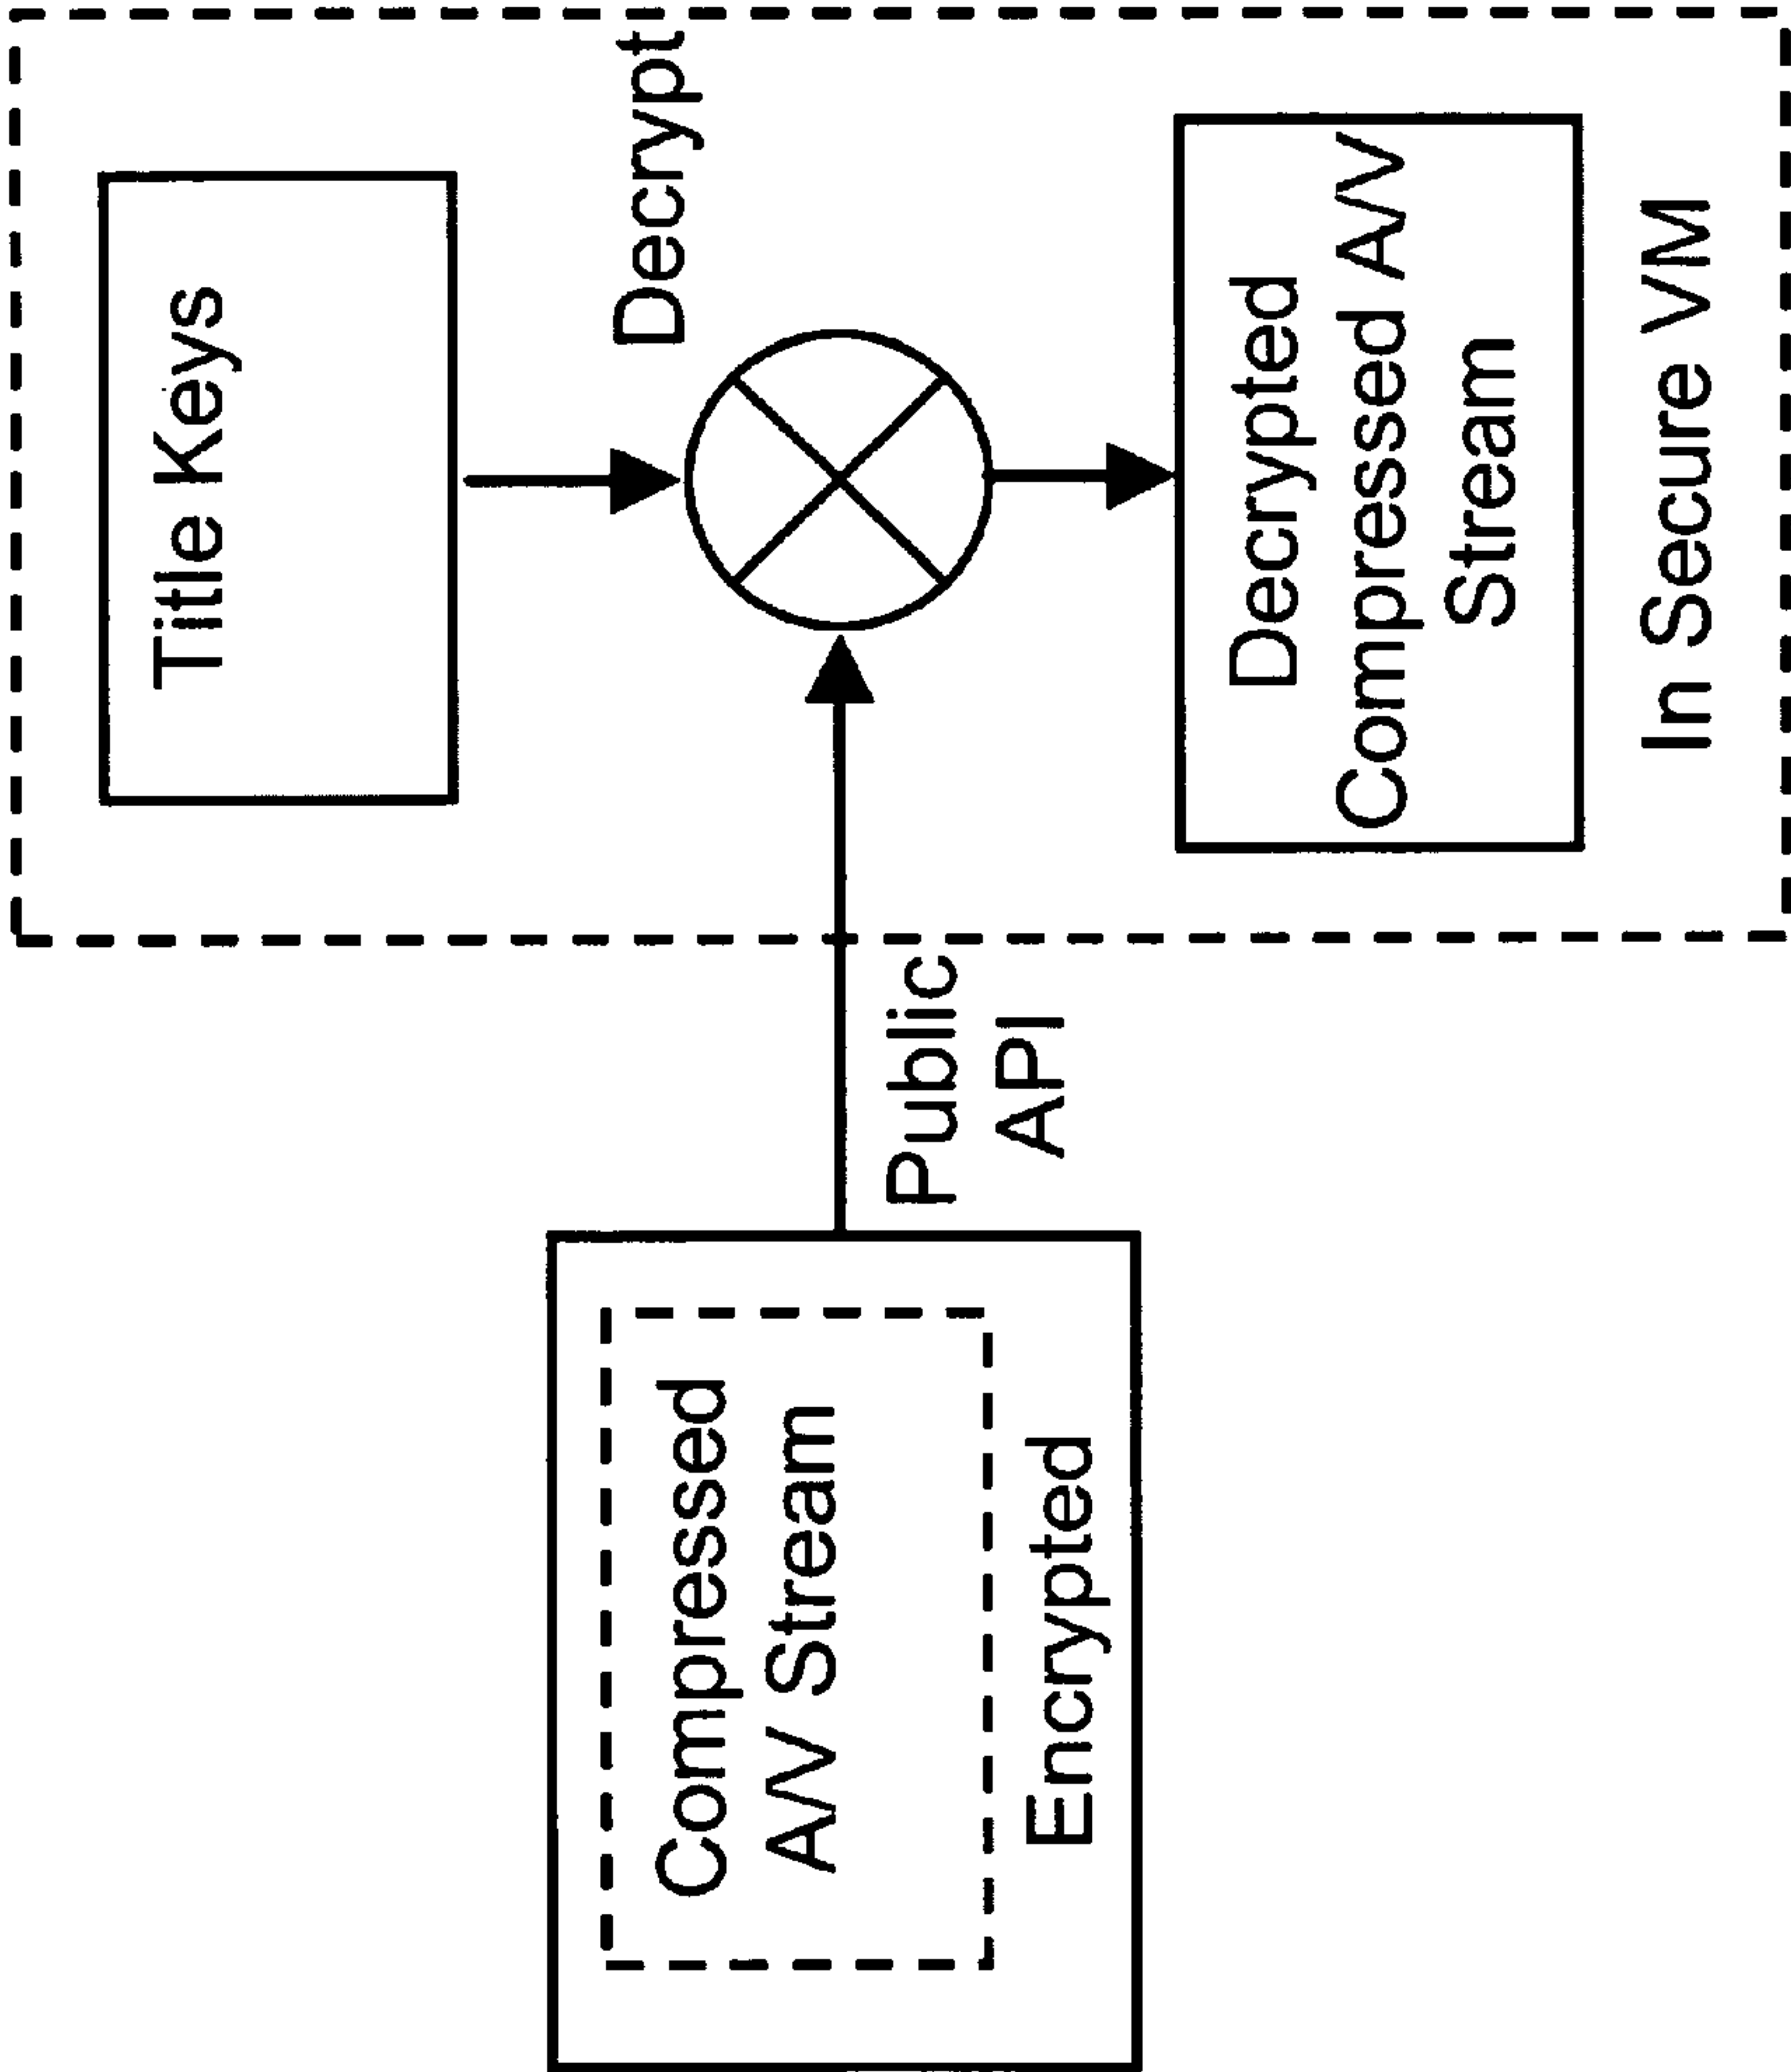 Compressed
A/V Stream
Encrypted
Public
API
Title Keys
Decrypt
Decrypted
Compressed A/V
Stream
In Secure VM